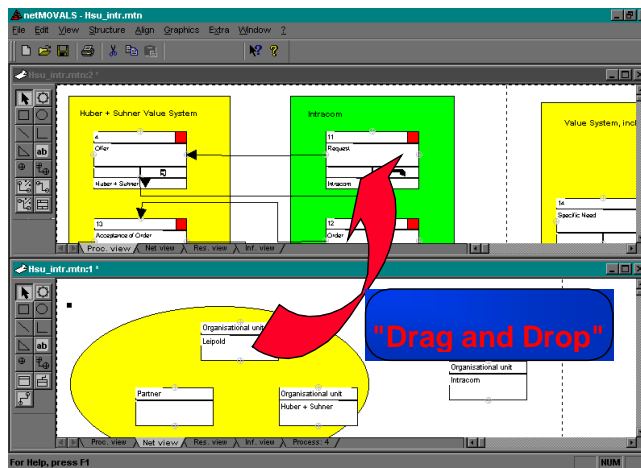 netMOVALS - Hsu_intr.mtn
File Edit View Structure Align Graphics Extra Window ?
Hsu_intr.mtn:2 *
Huber + Suhner Value System
Intracom
Value System, incl
4
Offer
Huber + Suhner
11
Request
Intracom
14
Specific Need
13
Acceptance of Order
12
Order
ab
Proc. view Net view Res. view Inf. view
Hsu_intr.mtn:1 *
"Drag and Drop"
Organisational unit
Leipold
Organisational unit
Intracom
Partner
Organisational unit
Huber + Suhner
ab
Proc. view Net view Res. view Inf. view Process: 4
For Help, press F1
NUM